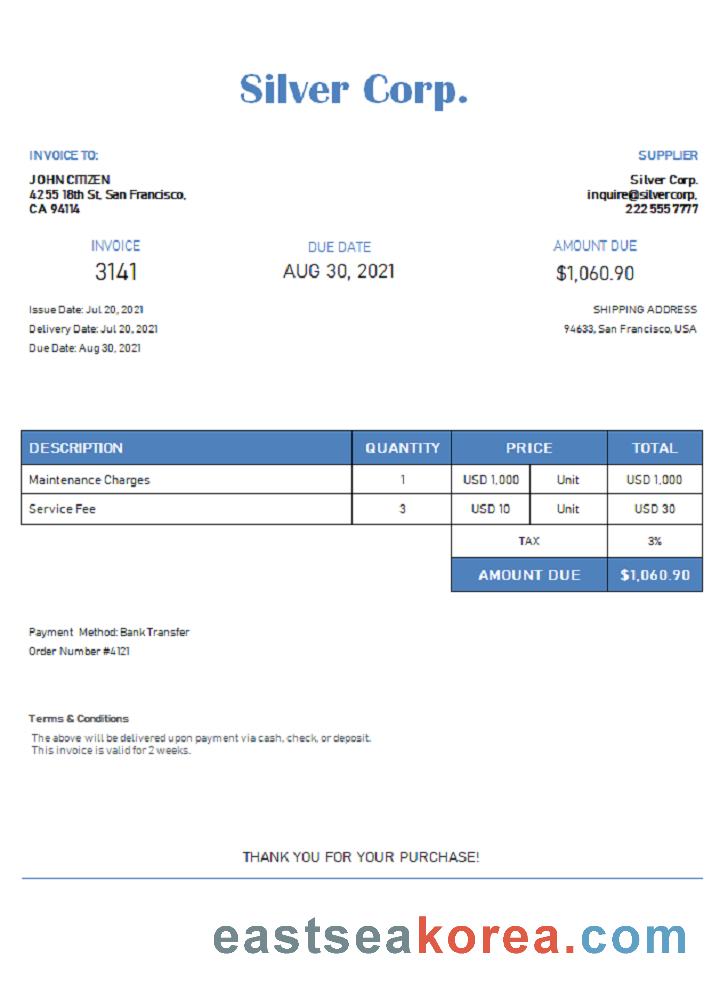 Silver Corp.
INVOICE TO:
JOHN CITIZEN
4255 18th St, San Francisco,
CA 94114
SUPPLIER
Silver Corp.
inquire@silvercorp,
222 555 7777
INVOICE
3141
DUE DATE
AUG 30, 2021
AMOUNT DUE
$1,060.90
Issue Date: Jul 20, 2021
Delivery Date: Jul 20, 2021
Due Date: Aug 30, 2021
SHIPPING ADDRESS
94633, San Francisco, USA
DESCRIPTION QUANTITY PRICE TOTAL
Maintenance Charges 1 USD 1,000 Unit USD 1,000
Service Fee 3 USD 10 Unit USD 30
TAX 3%
AMOUNT DUE $1,060.90
Payment Method: Bank Transfer
Order Number #4121
Terms & Conditions
The above will be delivered upon payment via cash, check, or deposit.
This invoice is valid for 2 weeks.
THANK YOU FOR YOUR PURCHASE!
eastseakorea.com